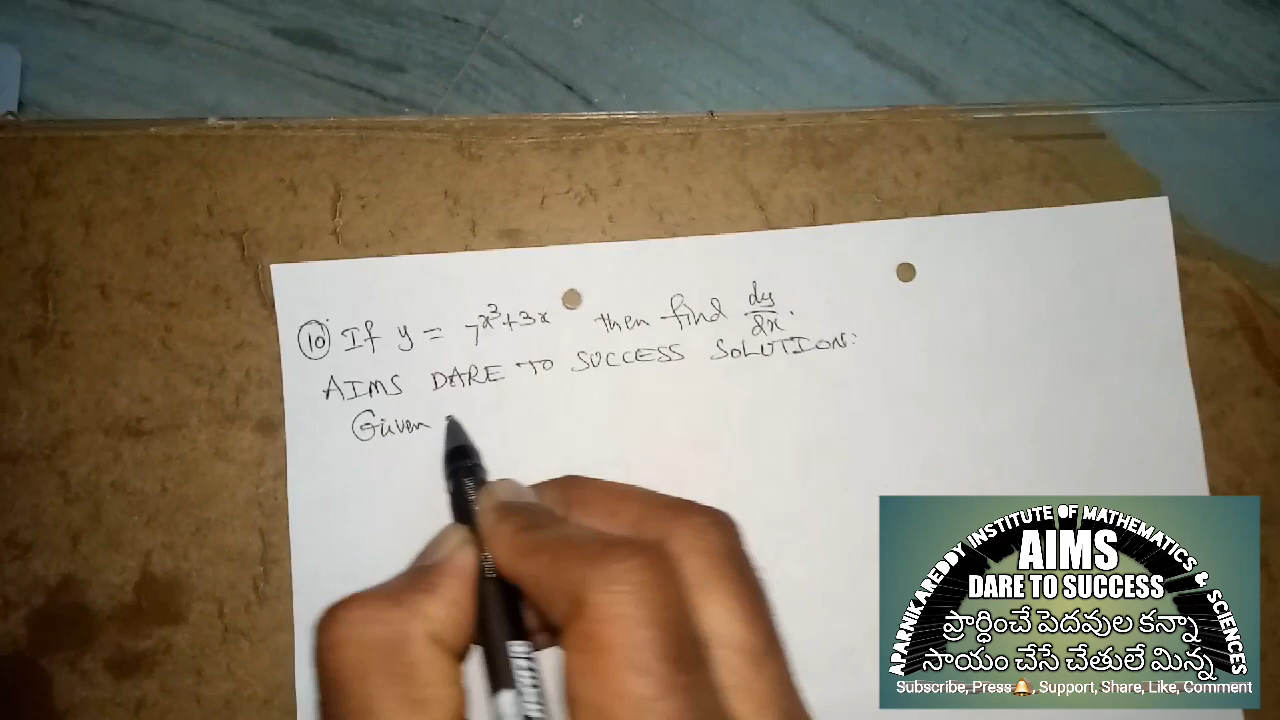 10 If y = 7^{x³+3x} then find dy/dx.
AIMS DARE TO SUCCESS SOLUTION:
Given
APARNIKAREDDY INSTITUTE OF MATHEMATICS & SCIENCES
AIMS
DARE TO SUCCESS
ప్రార్ధించే పెదవుల కన్నా
సాయం చేసే చేతులే మిన్న
Subscribe, Press🔔, Support, Share, Like, Comment